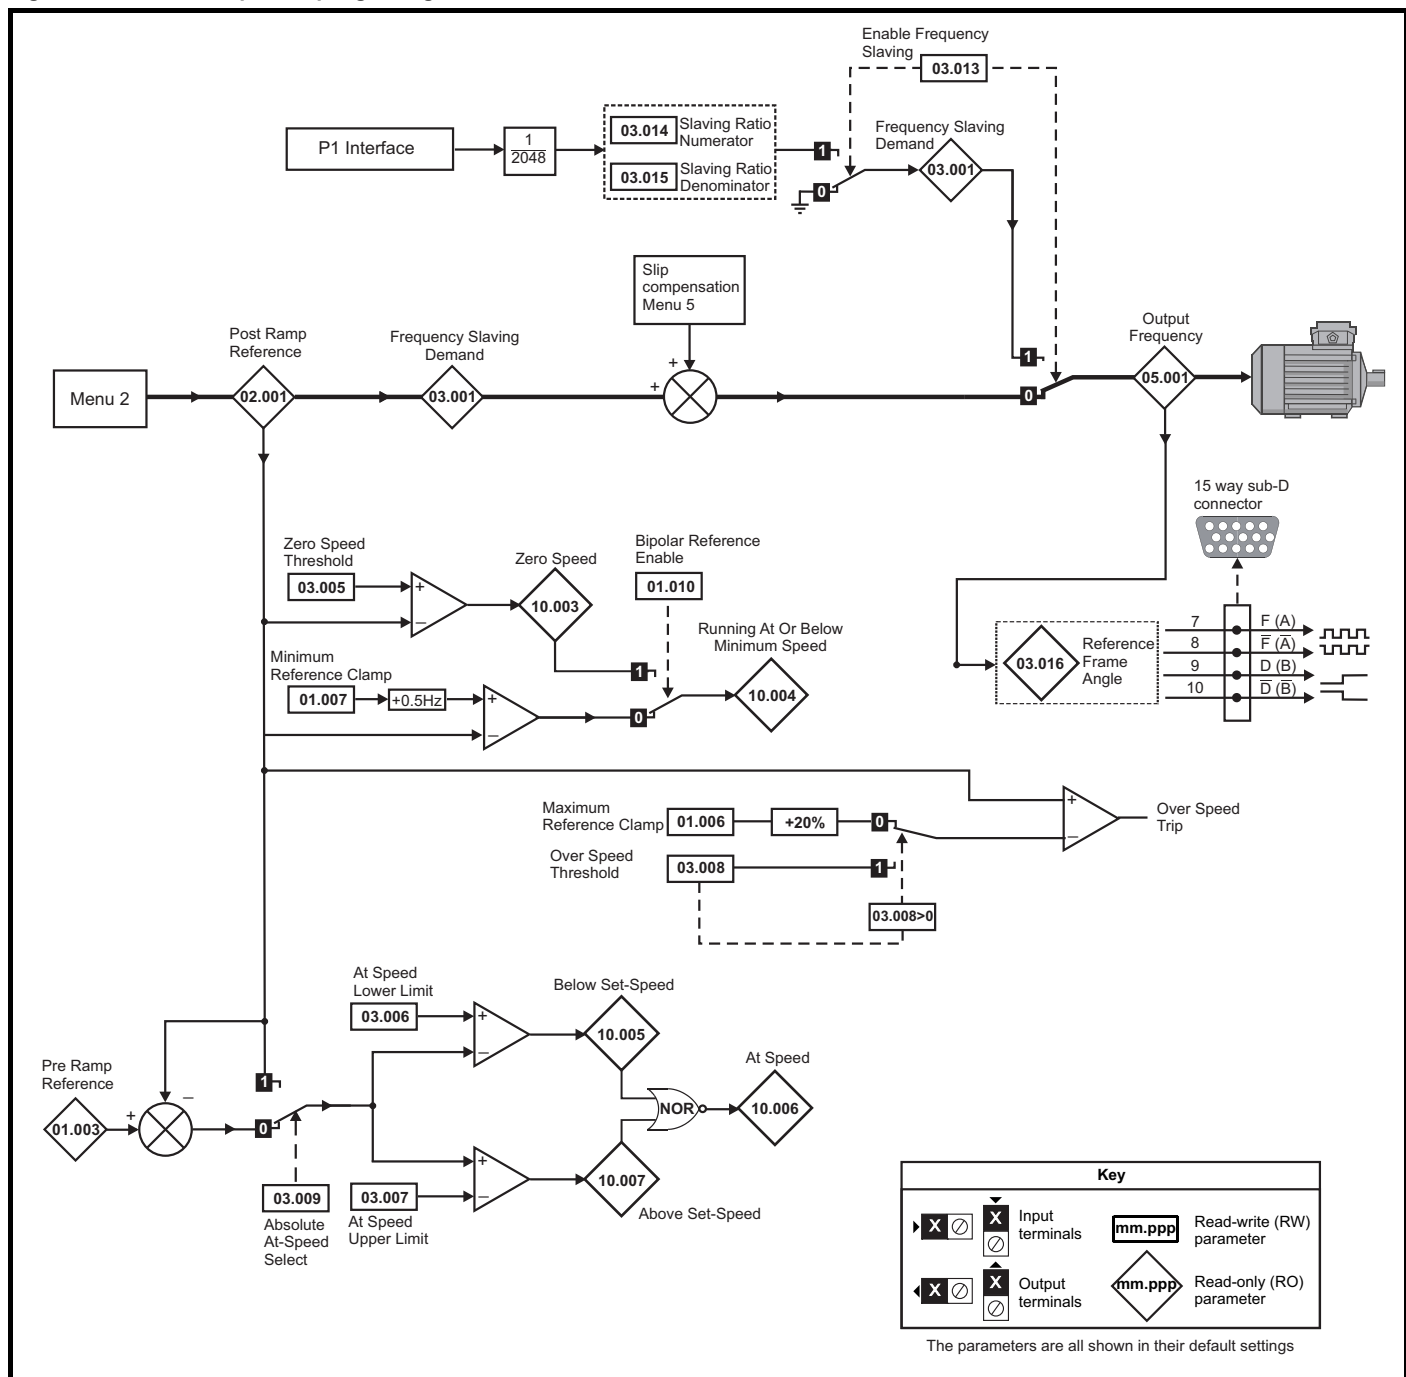 Enable Frequency
Slaving
03.013
P1 Interface
1
2048
03.014
Slaving Ratio
Numerator
03.015
Slaving Ratio
Denominator
1
0
Frequency Slaving
Demand
03.001
Slip
compensation
Menu 5
Menu 2
Post Ramp
Reference
02.001
Frequency Slaving
Demand
03.001
+
+
1
0
Output
Frequency
05.001
15 way sub-D
connector
Zero Speed
Threshold
03.005
+
–
Zero Speed
10.003
Bipolar Reference
Enable
01.010
Minimum
Reference Clamp
01.007
+0.5Hz
+
–
1
0
Running At Or Below
Minimum Speed
10.004
03.016
Reference
Frame
Angle
7
F (A)
8
F̅ (A̅)
9
D (B)
10
D̅ (B̅)
Maximum
Reference Clamp
01.006
+20%
0
Over Speed
Threshold
03.008
1
03.008>0
+
–
Over Speed
Trip
At Speed
Lower Limit
03.006
+
–
Below Set-Speed
10.005
Pre Ramp
Reference
01.003
+
–
1
0
03.009
Absolute
At-Speed
Select
03.007
At Speed
Upper Limit
+
–
10.007
Above Set-Speed
NOR
At Speed
10.006
Key
X
X
Input
terminals
mm.ppp
Read-write (RW)
parameter
X
X
Output
terminals
mm.ppp
Read-only (RO)
parameter
The parameters are all shown in their default settings